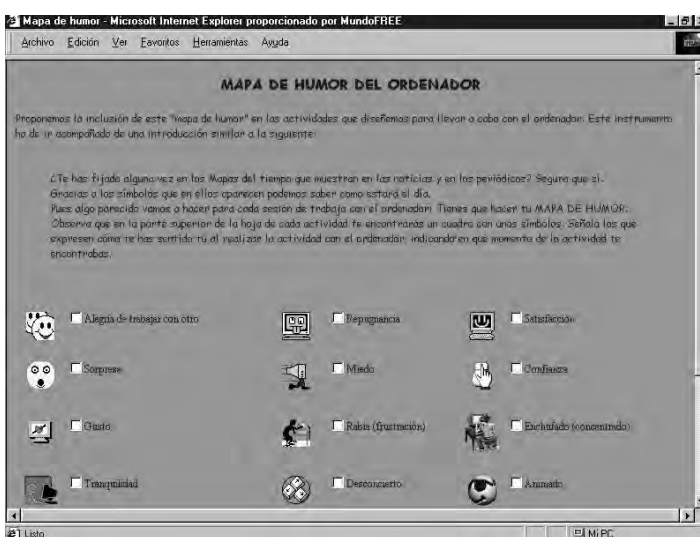 Mapa de humor - Microsoft Internet Explorer proporcionado por MundoFREE
Archivo Edición Ver Favoritos Herramientas Ayuda
MAPA DE HUMOR DEL ORDENADOR
Proponemos la inclusión de este "mapa de humor" en las actividades que diseñemos para llevar a cabo con el ordenador. Este instrumento
ha de ir acompañado de una introducción similar a la siguiente:
¿Te has fijado alguna vez en los Mapas del tiempo que muestran en las noticias y en los periódicos? Seguro que sí.
Gracias a los símbolos que en ellos aparecen podemos saber como estará el día.
Pues algo parecido vamos a hacer para cada sesión de trabajo con el ordenador. Tienes que hacer tu MAPA DE HUMOR.
Observa que en la parte superior de la hoja de cada actividad te encontrarás un cuadro con unos símbolos. Señala los que
expresen cómo te has sentido tú al realizar la actividad con el ordenador, indicando en que momento de la actividad te
encontrabas.
Alegría de trabajar con otro
Repugnancia
Satisfacción
Sorpresa
Miedo
Confianza
Gusto
Rabia (frustración)
Enchufado (concentrado)
Tranquilidad
Desconcierto
Animado
Listo
Mi PC